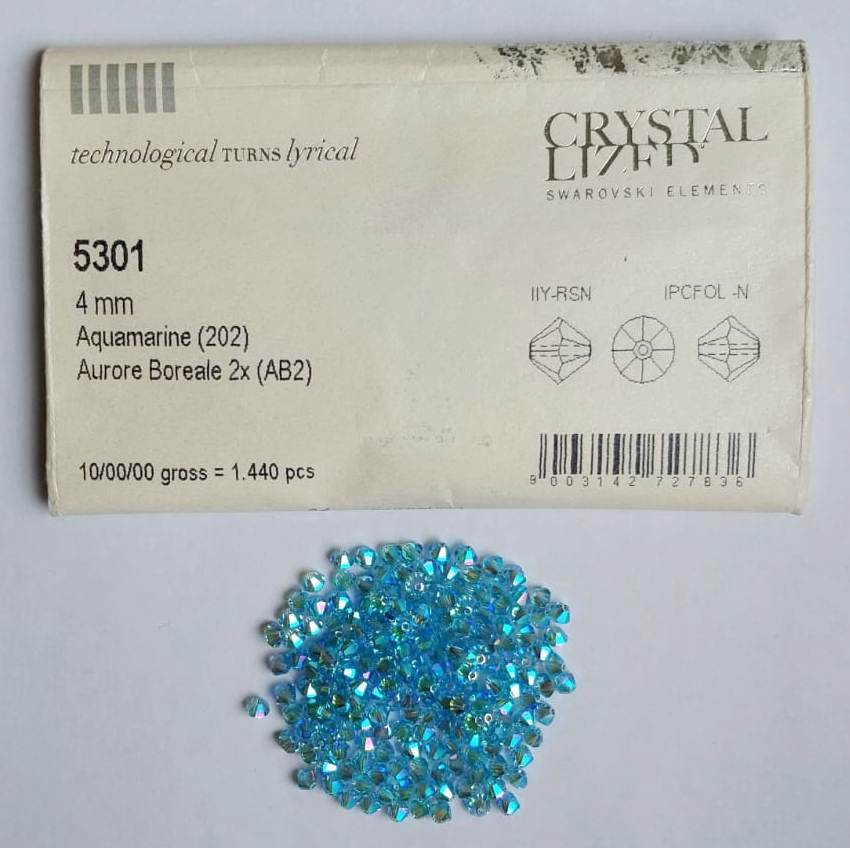 technological TURNS lyrical
CRYSTAL
LIZED
SWAROVSKI ELEMENTS
5301
4 mm
Aquamarine (202)
Aurore Boreale 2x (AB2)
10/00/00 gross = 1.440 pcs
IIY-RSN IPCFOL -N
9 003142 727836